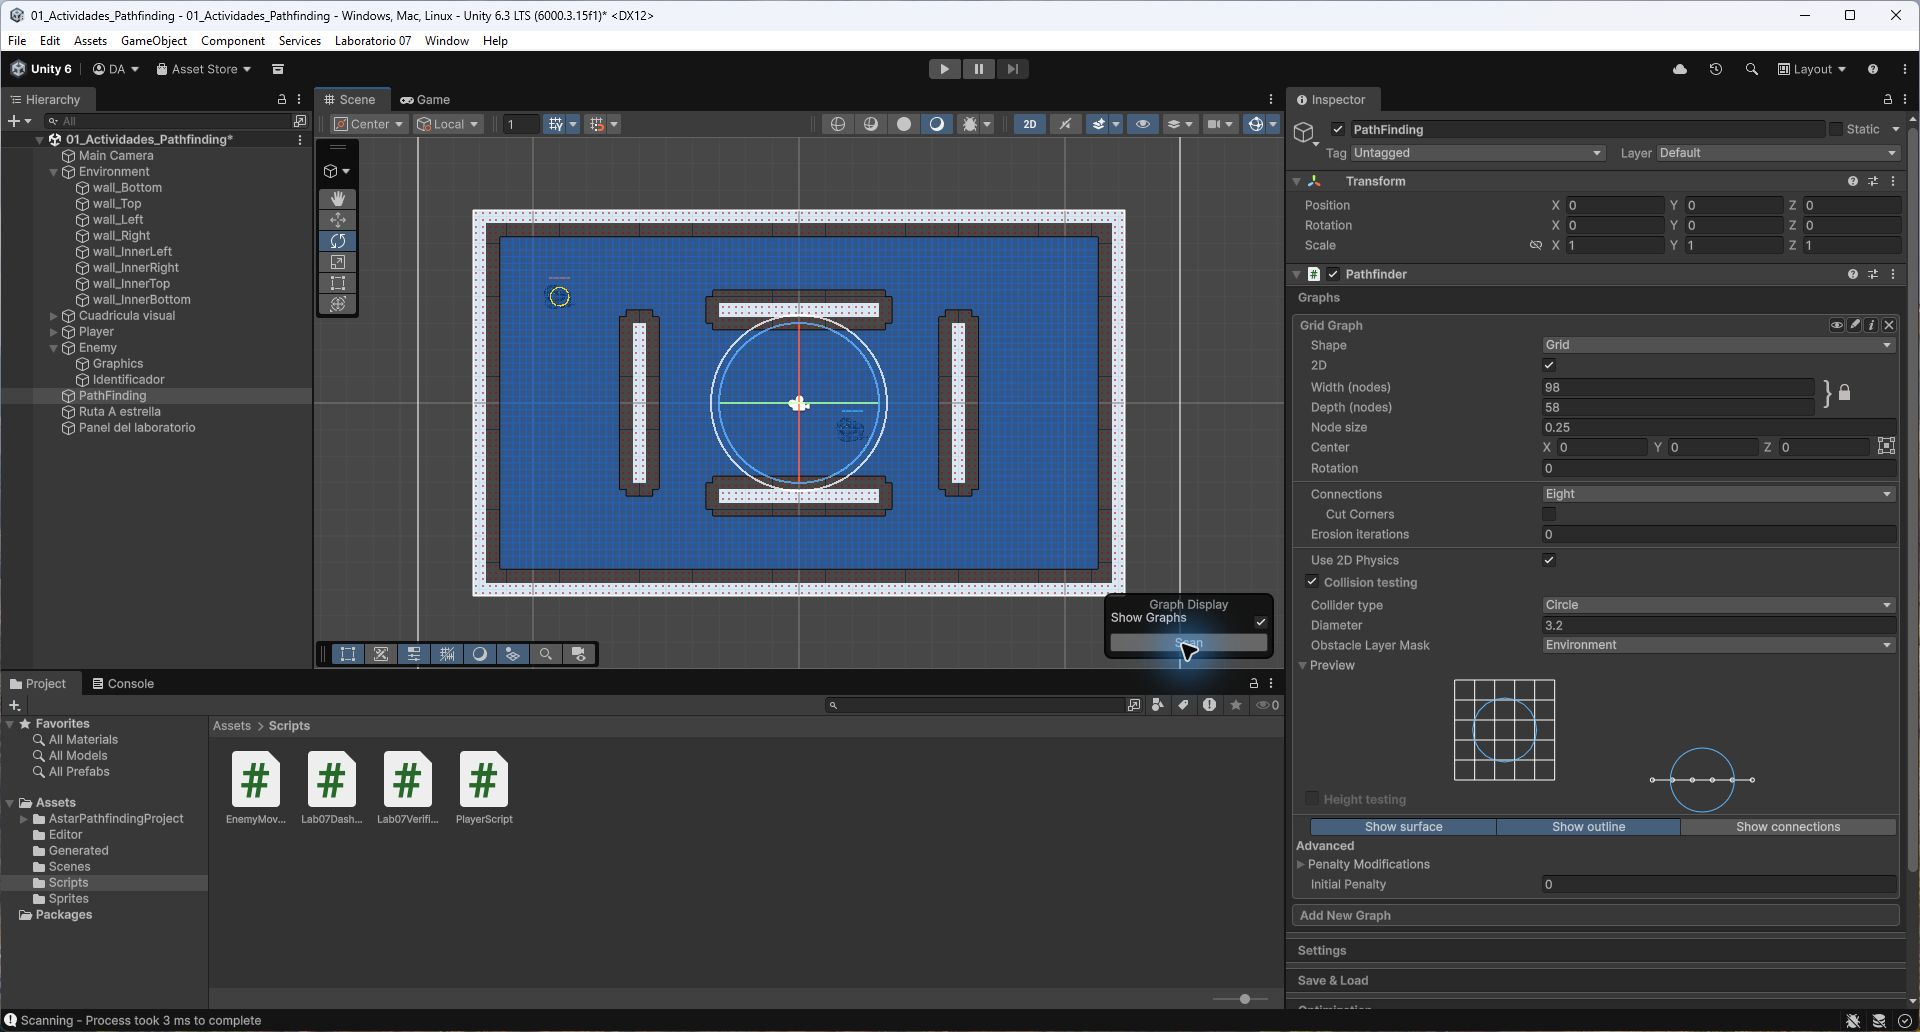 01_Actividades_Pathfinding - 01_Actividades_Pathfinding - Windows, Mac, Linux - Unity 6.3 LTS (6000.3.15f1)* <DX12>
File Edit Assets GameObject Component Services Laboratorio 07 Window Help
Unity 6 DA Asset Store Layout
Hierarchy
All
01_Actividades_Pathfinding*
Main Camera
Environment
wall_Bottom
wall_Top
wall_Left
wall_Right
wall_InnerLeft
wall_InnerRight
wall_InnerTop
wall_InnerBottom
Cuadricula visual
Player
Enemy
Graphics
Identificador
PathFinding
Ruta A estrella
Panel del laboratorio
Scene Game
Center Local 1 2D
Graph Display
Show Graphs
Scan
Inspector
PathFinding Static
Tag Untagged Layer Default
Transform
Position X 0 Y 0 Z 0
Rotation X 0 Y 0 Z 0
Scale X 1 Y 1 Z 1
Pathfinder
Graphs
Grid Graph
Shape Grid
2D
Width (nodes) 98
Depth (nodes) 58
Node size 0.25
Center X 0 Y 0 Z 0
Rotation 0
Connections Eight
Cut Corners
Erosion iterations 0
Use 2D Physics
Collision testing
Collider type Circle
Diameter 3.2
Obstacle Layer Mask Environment
Preview
Height testing
Show surface Show outline Show connections
Advanced
Penalty Modifications
Initial Penalty 0
Add New Graph
Settings
Save & Load
Project Console
0
Favorites
All Materials
All Models
All Prefabs
Assets
AstarPathfindingProject
Editor
Generated
Scenes
Scripts
Sprites
Packages
Assets > Scripts
EnemyMov... Lab07Dash... Lab07Verifi... PlayerScript
Scanning - Process took 3 ms to complete